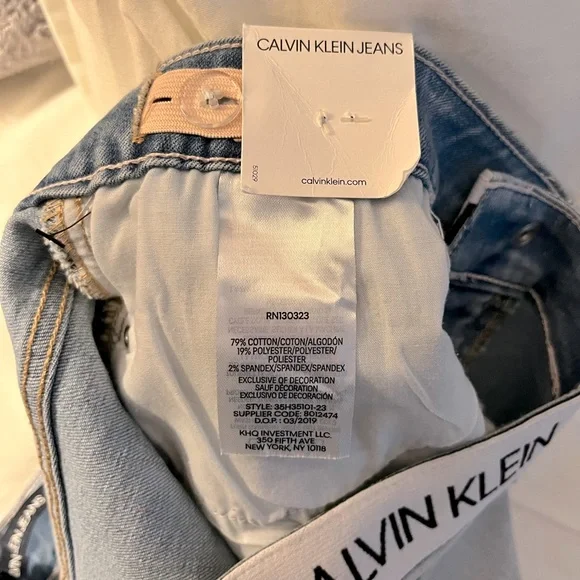 CALVIN KLEIN JEANS
calvinklein.com
51029
RN130323
79% COTTON/COTON/ALGODÓN
19% POLYESTER/POLYESTER/
POLIESTER
2% SPANDEX/SPANDEX/SPANDEX
EXCLUSIVE OF DECORATION
SAUF DÉCORATION
EXCLUSIVO DE DECORACIÓN
STYLE: 35H35101-23
SUPPLIER CODE: 8012474
D.O.P. : 03/2019
KHQ INVESTMENT LLC.
350 FIFTH AVE
NEW YORK, NY 10118
ALVIN KLEIN